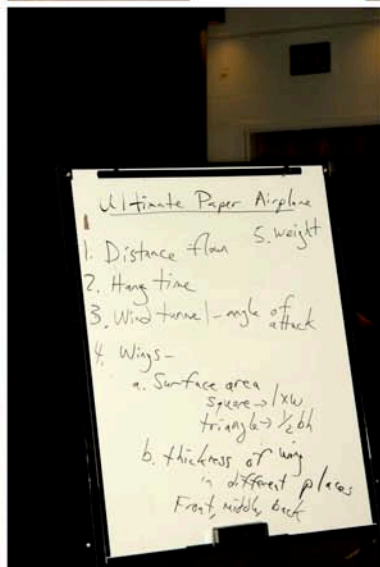 Ultimate Paper Airplane
1. Distance flown
5. weight
2. Hang time
3. Wind tunnel - angle of
attack
4. Wings -
a. Surface area
square → l x w
triangle → 1/2 bh
b. thickness of wing
in different places
Front, middle, back